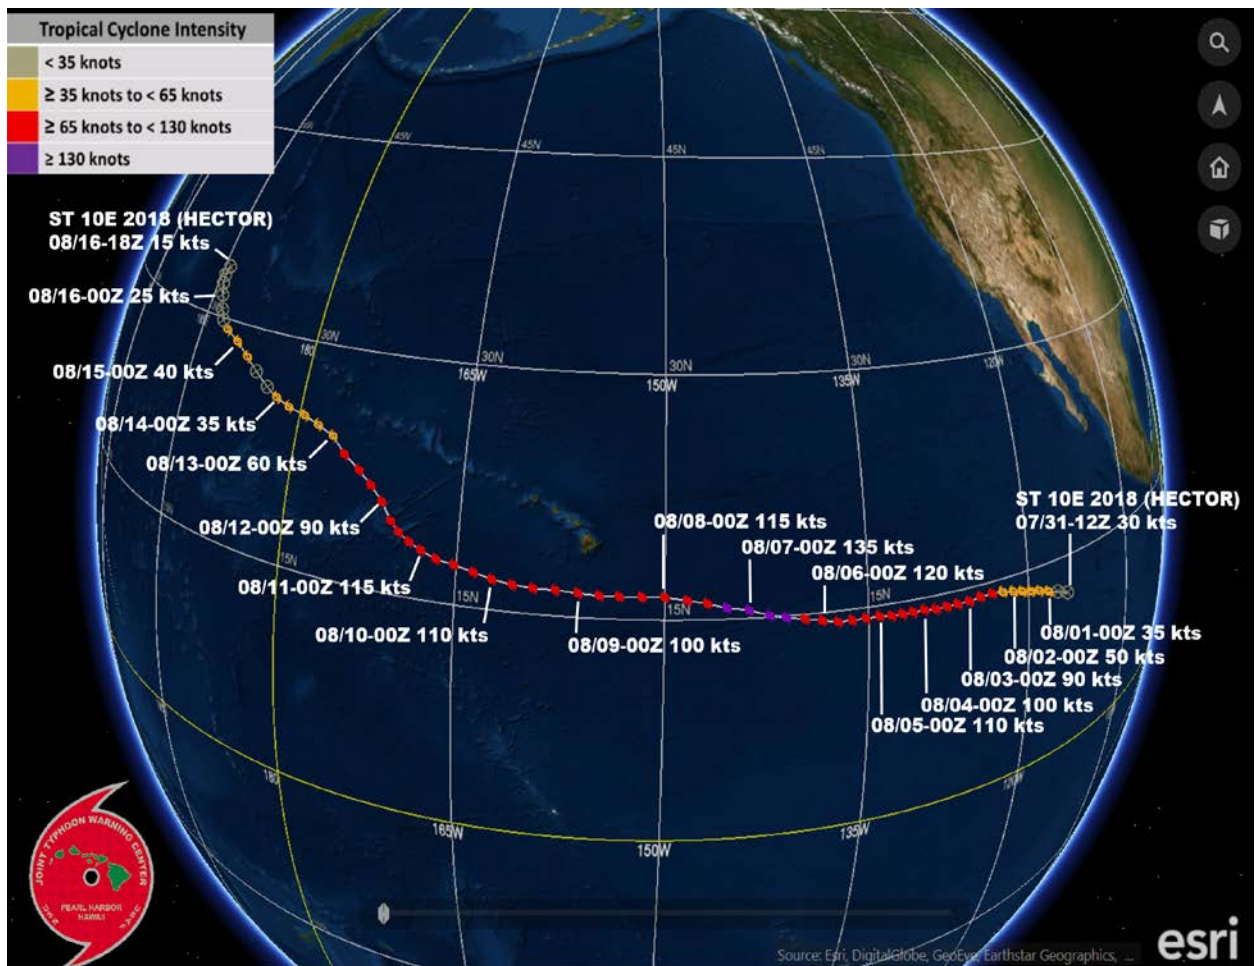 Tropical Cyclone Intensity
< 35 knots
≥ 35 knots to < 65 knots
≥ 65 knots to < 130 knots
≥ 130 knots
45N
45N
45N
45N
ST 10E 2018 (HECTOR)
08/16-18Z 15 kts
08/16-00Z 25 kts
08/15-00Z 40 kts
08/14-00Z 35 kts
08/13-00Z 60 kts
08/12-00Z 90 kts
08/11-00Z 115 kts
08/10-00Z 110 kts
08/09-00Z 100 kts
08/08-00Z 115 kts
08/07-00Z 135 kts
08/06-00Z 120 kts
ST 10E 2018 (HECTOR)
07/31-12Z 30 kts
08/01-00Z 35 kts
08/02-00Z 50 kts
08/03-00Z 90 kts
08/04-00Z 100 kts
08/05-00Z 110 kts
30N
180
30N
165W
30N
150W
30N
135W
120W
15N
15N
15N
15N
180
165W
150W
135W
120W
JOINT TYPHOON WARNING CENTER
PEARL HARBOR
HAWAII
Source: Esri, DigitalGlobe, GeoEye, Earthstar Geographics, ...
esri